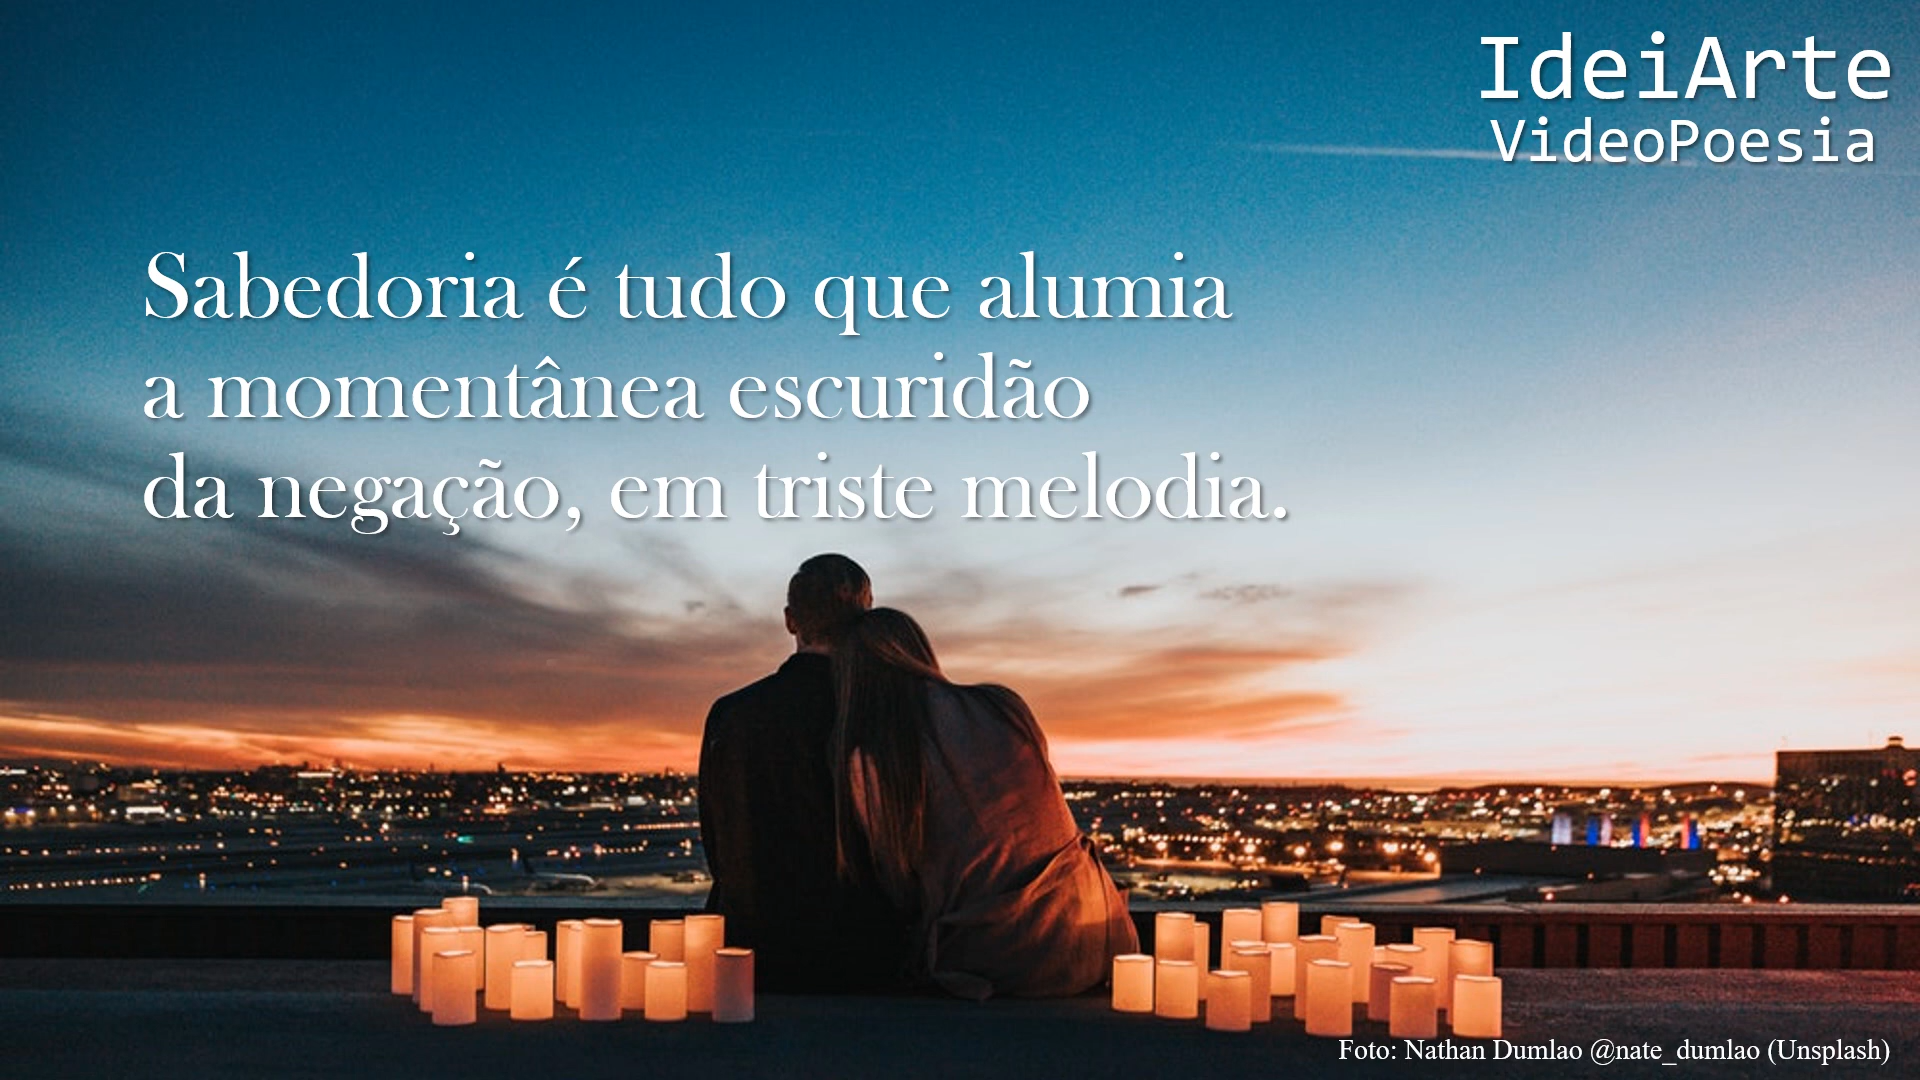 IdeiArte
VideoPoesia
Sabedoria é tudo que alumia
a momentânea escuridão
da negação, em triste melodia.
Foto: Nathan Dumlao @nate_dumlao (Unsplash)